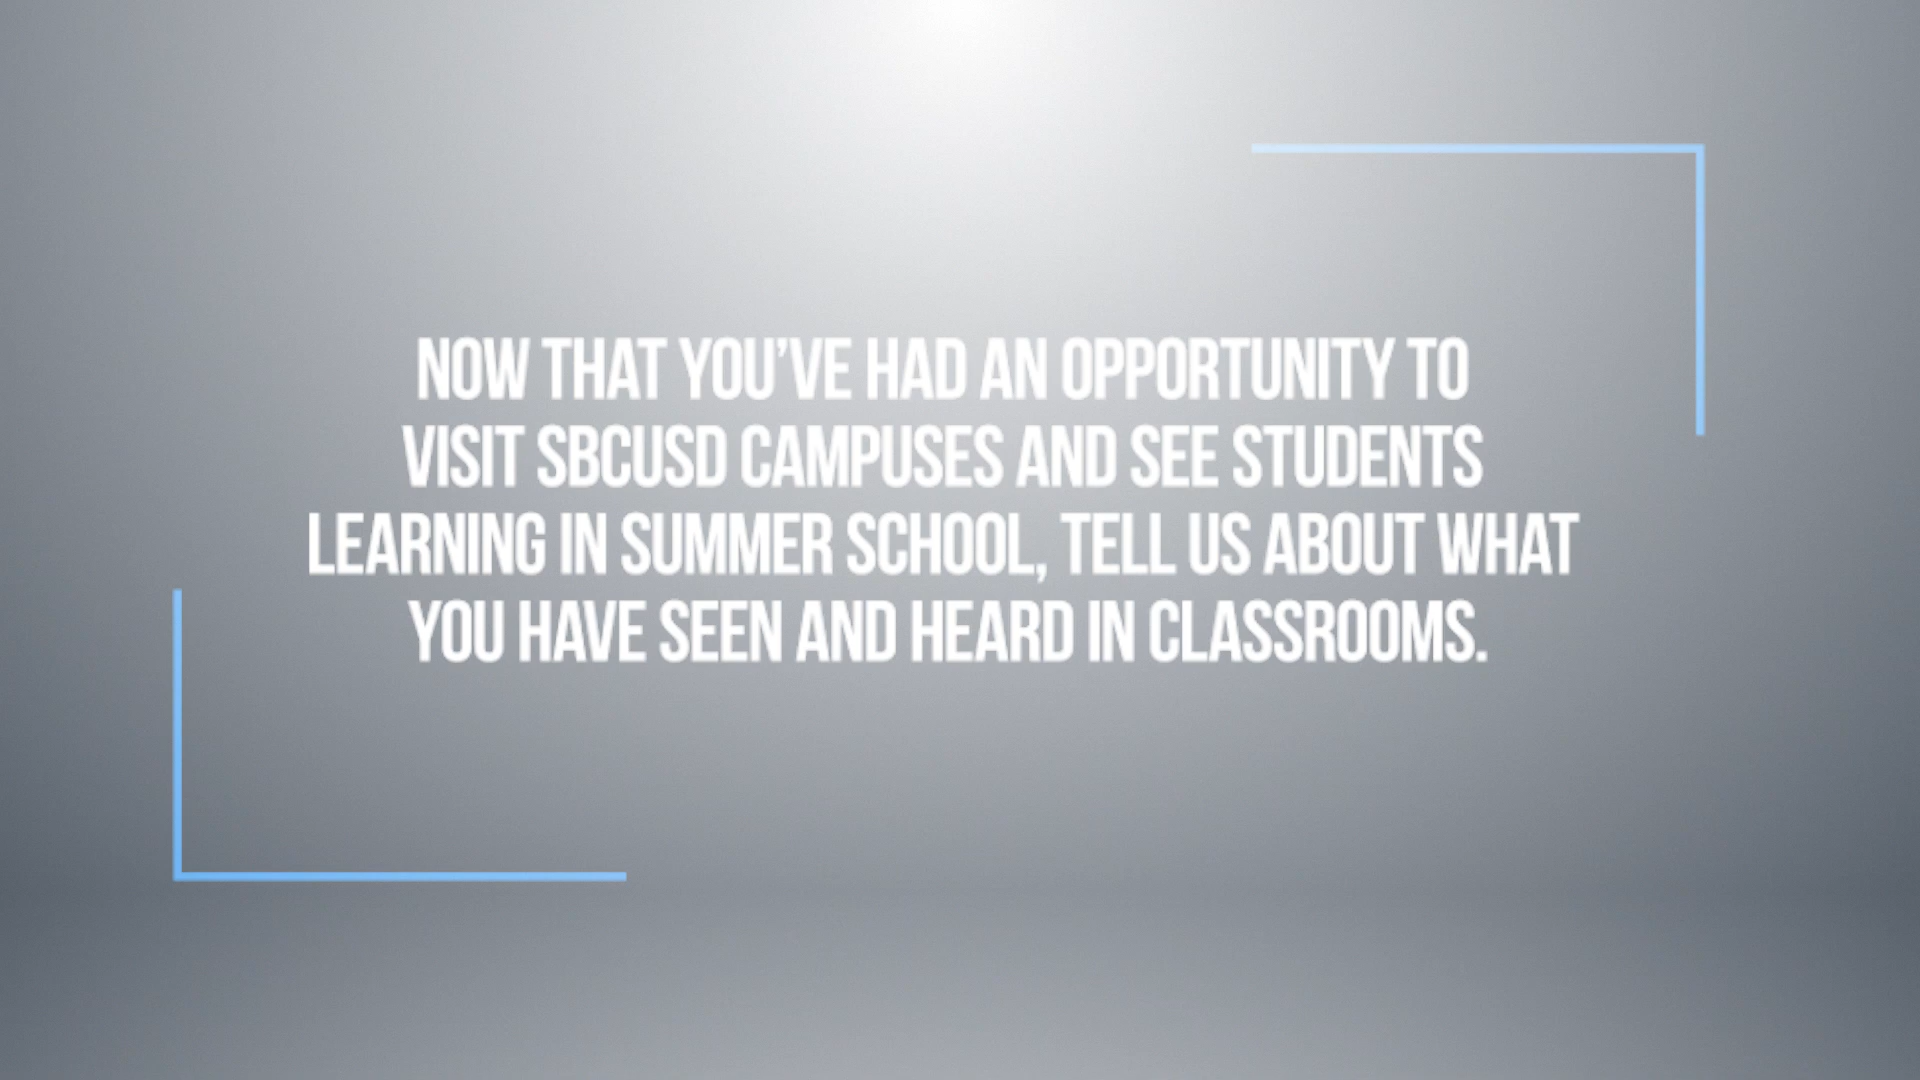 NOW THAT YOU’VE HAD AN OPPORTUNITY TO
VISIT SBCUSD CAMPUSES AND SEE STUDENTS
LEARNING IN SUMMER SCHOOL, TELL US ABOUT WHAT
YOU HAVE SEEN AND HEARD IN CLASSROOMS.